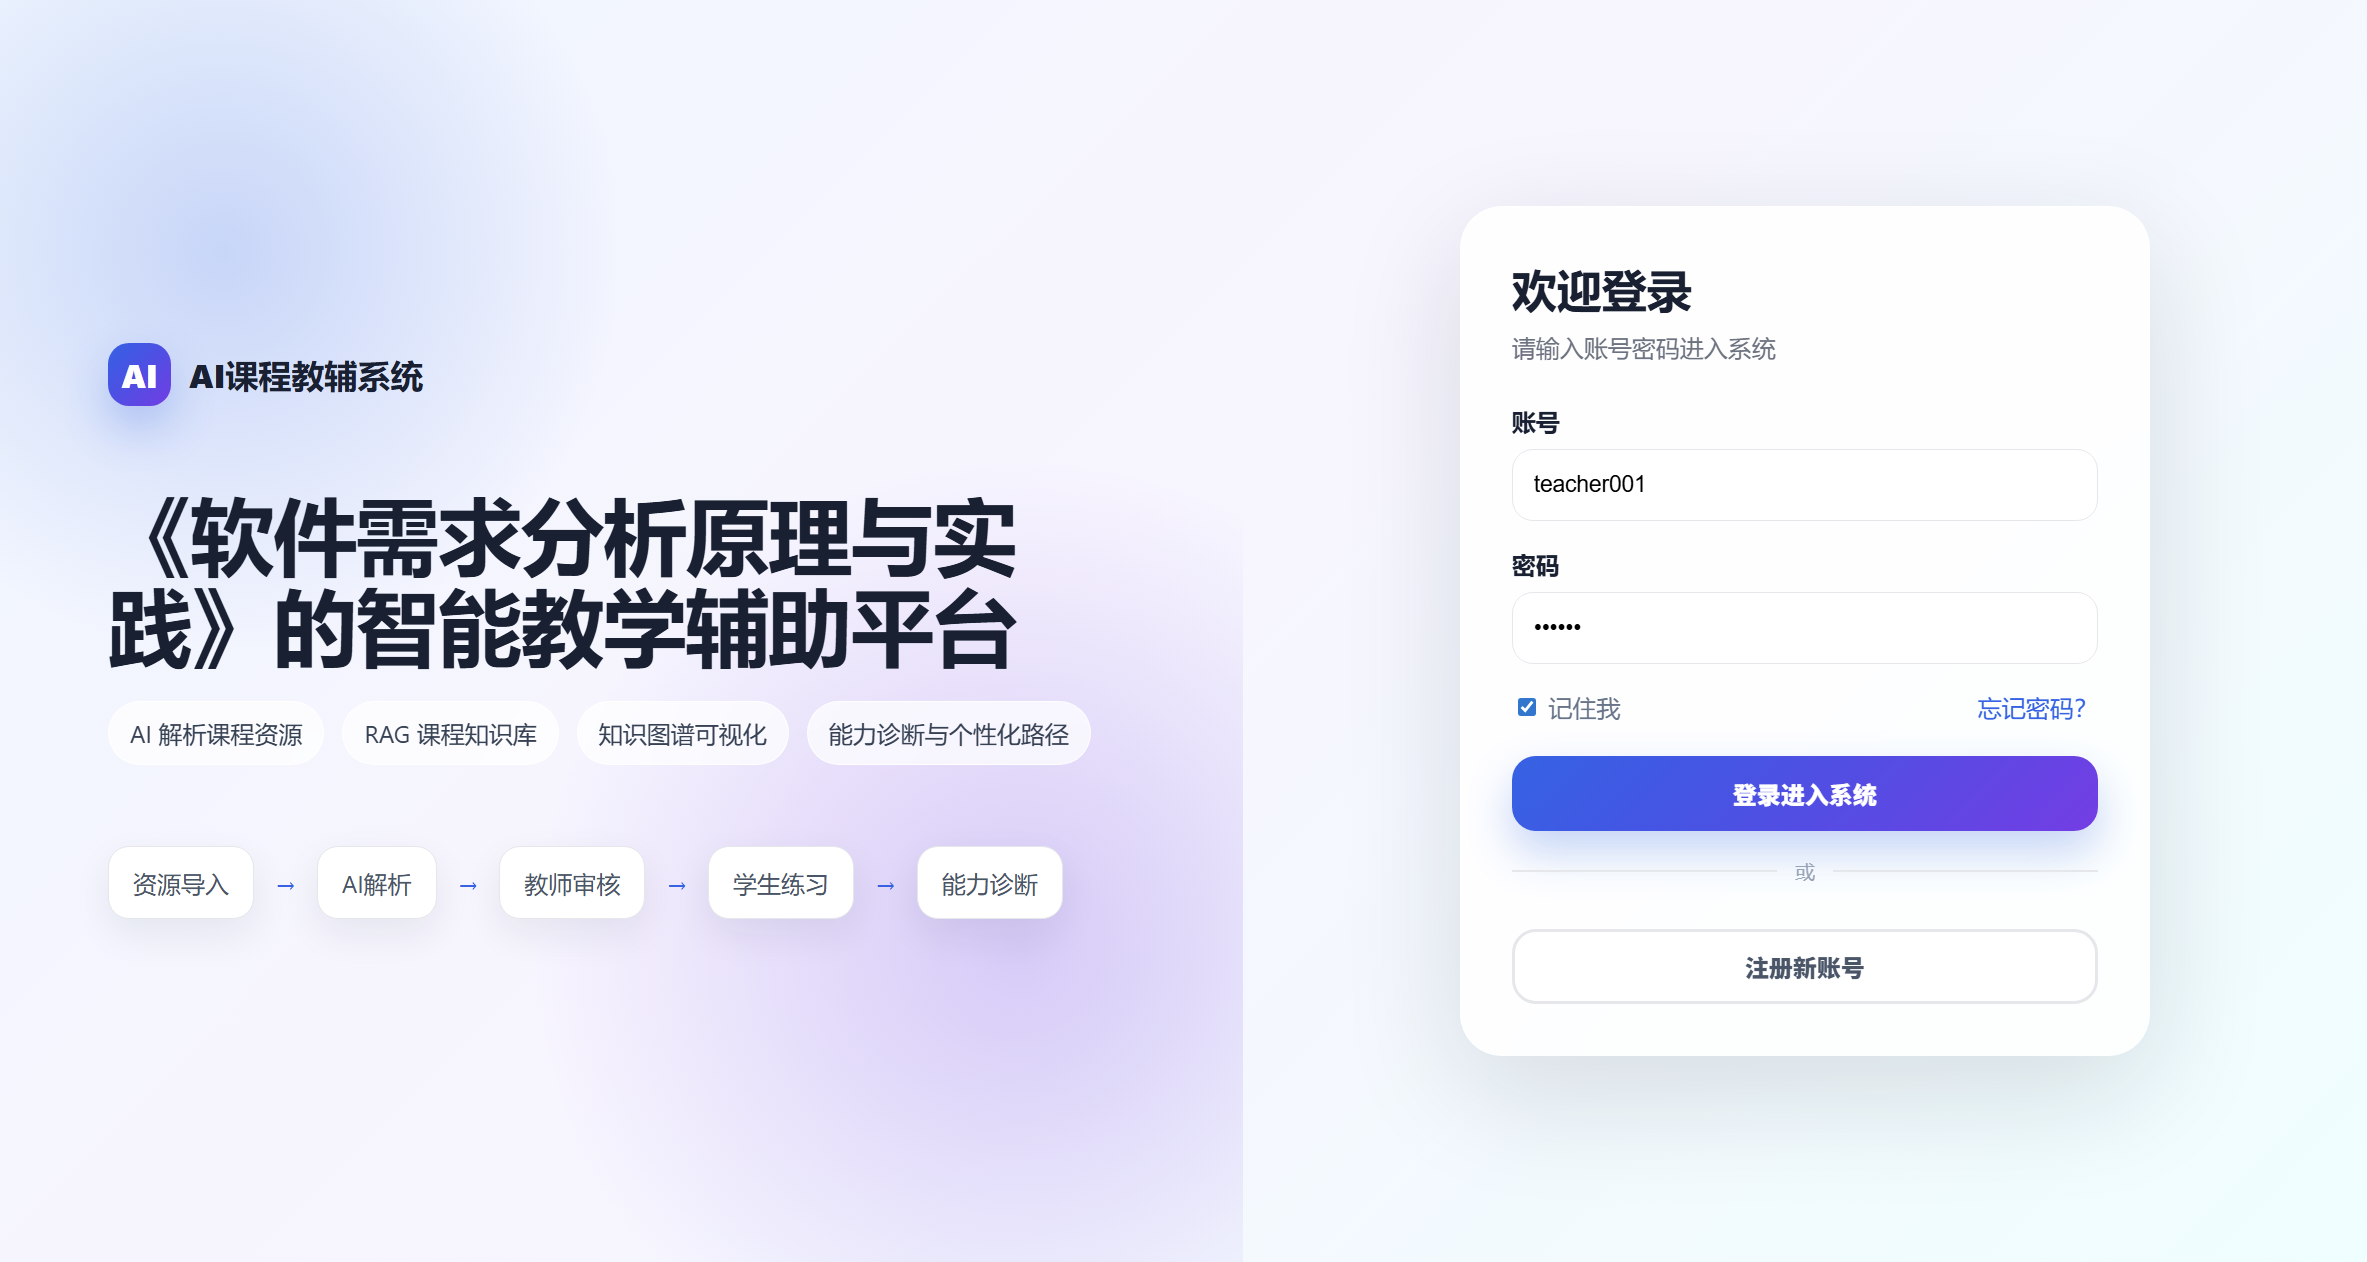 AI AI课程教辅系统
《软件需求分析原理与实
践》的智能教学辅助平台
AI 解析课程资源 RAG 课程知识库 知识图谱可视化 能力诊断与个性化路径
资源导入 → AI解析 → 教师审核 → 学生练习 → 能力诊断
欢迎登录
请输入账号密码进入系统
账号
teacher001
密码
••••••
记住我 忘记密码？
登录进入系统
或
注册新账号